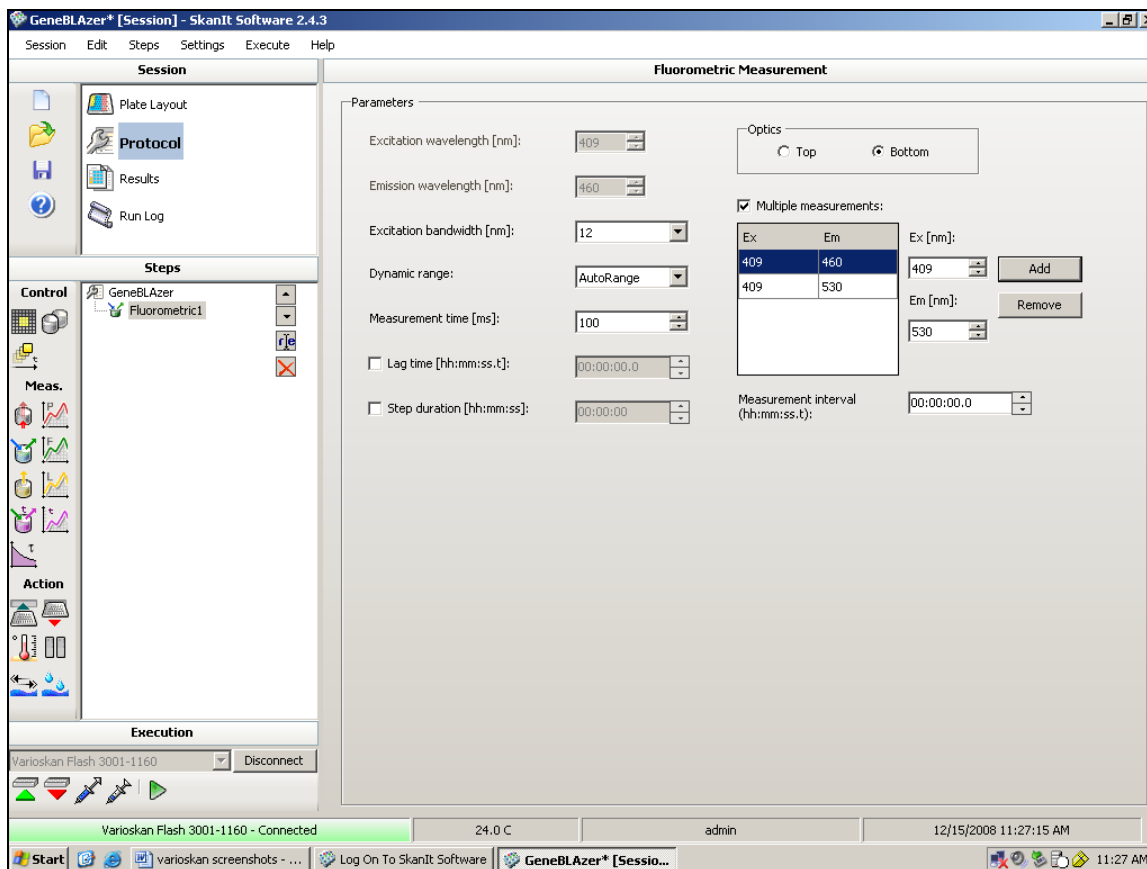 GeneBLAzer* [Session] - SkanIt Software 2.4.3
Session Edit Steps Settings Execute Help
Session
Plate Layout
Protocol
Results
Run Log
Steps
Control
GeneBLAzer
Fluorometric1
Meas.
Action
Execution
Varioskan Flash 3001-1160
Disconnect
Fluorometric Measurement
Parameters
Excitation wavelength [nm]: 409
Emission wavelength [nm]: 460
Excitation bandwidth [nm]: 12
Dynamic range: AutoRange
Measurement time [ms]: 100
Lag time [hh:mm:ss.t]: 00:00:00.0
Step duration [hh:mm:ss]: 00:00:00
Optics
Top Bottom
Multiple measurements:
Ex Em
409 460
409 530
Ex [nm]:
409 Add
Em [nm]: Remove
530
Measurement interval
(hh:mm:ss.t): 00:00:00.0
Varioskan Flash 3001-1160 - Connected 24.0 C admin 12/15/2008 11:27:15 AM
Start varioskan screenshots - ... Log On To SkanIt Software GeneBLAzer* [Sessio... 11:27 AM